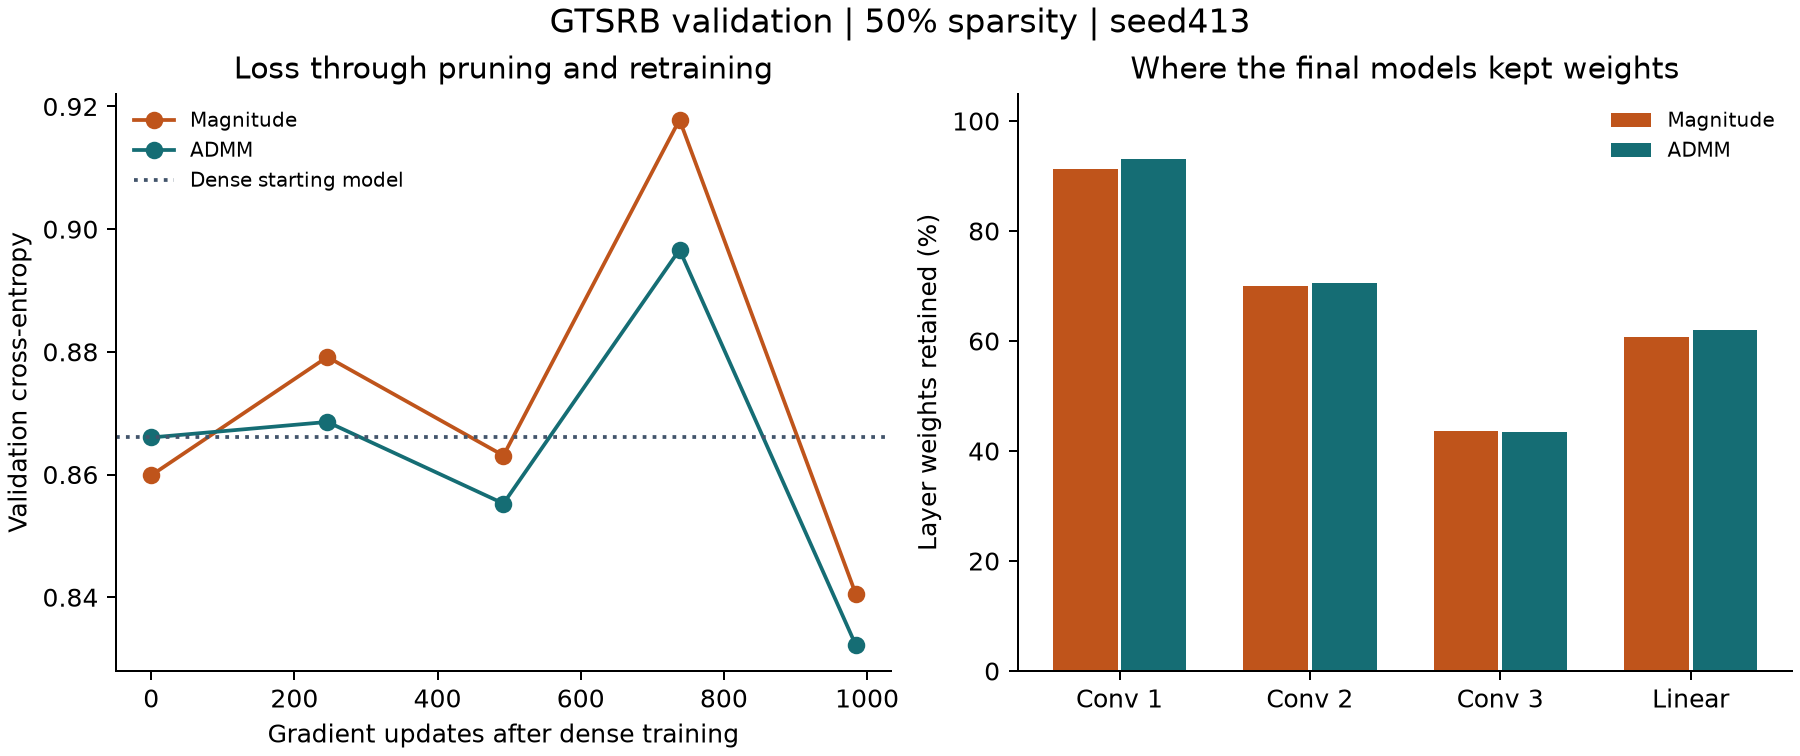 GTSRB validation | 50% sparsity | seed413
Loss through pruning and retraining
0.92
0.90
0.88
0.86
0.84
Validation cross-entropy
Magnitude
ADMM
Dense starting model
0 200 400 600 800 1000
Gradient updates after dense training
Where the final models kept weights
100
80
60
40
20
0
Layer weights retained (%)
Magnitude
ADMM
Conv 1 Conv 2 Conv 3 Linear